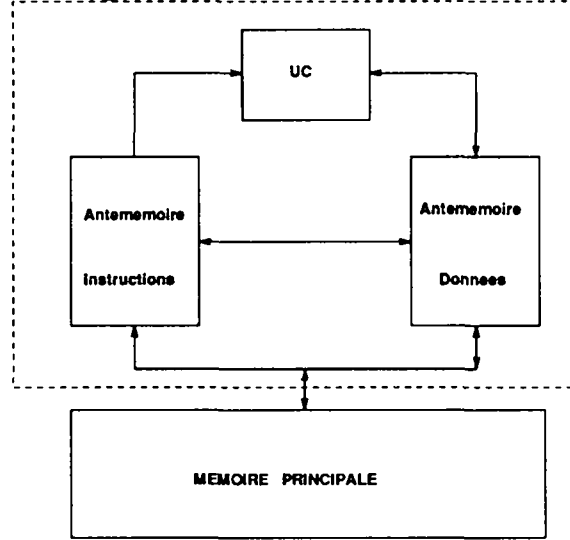 UC
Antememoire
Instructions
Antememoire
Donnees
MEMOIRE PRINCIPALE